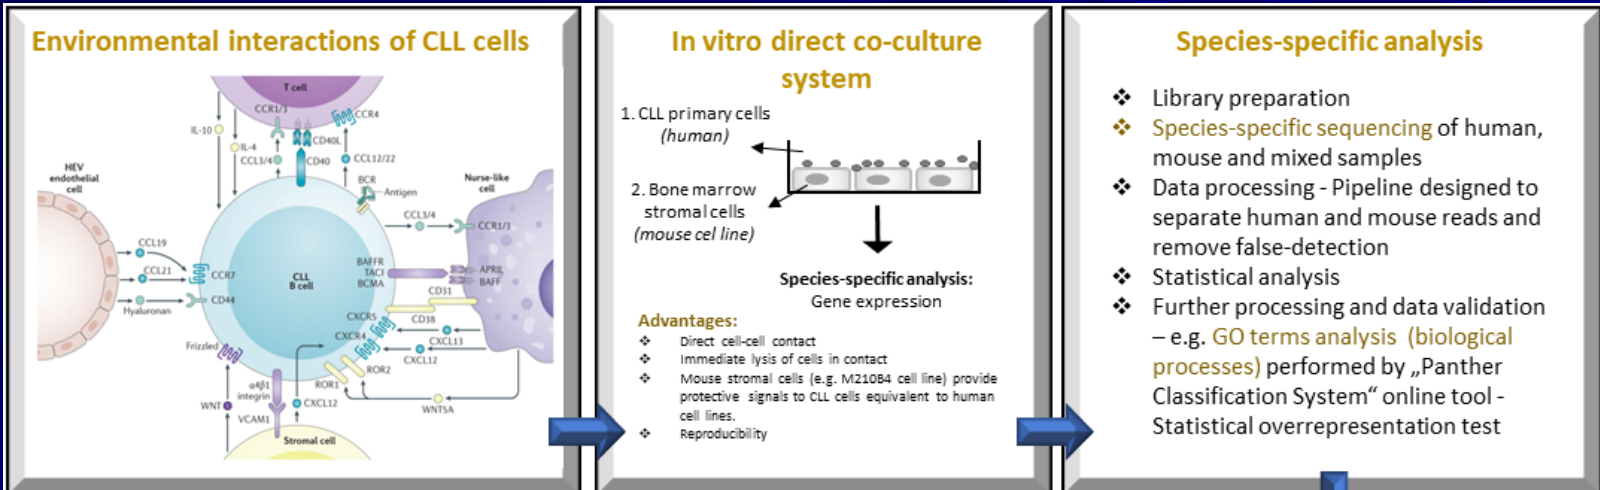 Environmental interactions of CLL cells
T cell
CCR1/3
CCR4
IL-10
IL-4
CD40L
CCL3/4
CD40
CCL12/22
HEV
endothelial
cell
BCR
Antigen
Nurse-like
cell
CCL3/4
CCR1/3
CCL19
CCL21
CCR7
CLL
B cell
BAFFR
TACI
BCMA
APRIL
BAFF
CD44
Hyaluronan
CD31
CD38
CXCR5
CXCR4
CXCL13
CXCL12
Frizzled
ROR1
ROR2
α4β1
integrin
WNT
CXCL12
WNT5A
VCAM1
Stromal cell
In vitro direct co-culture
system
1. CLL primary cells
(human)
2. Bone marrow
stromal cells
(mouse cel line)
Species-specific analysis:
Gene expression
Advantages:
❖ Direct cell-cell contact
❖ Immediate lysis of cells in contact
❖ Mouse stromal cells (e.g. M210B4 cell line) provide
protective signals to CLL cells equivalent to human
cell lines.
❖ Reproducibility
Species-specific analysis
❖ Library preparation
❖ Species-specific sequencing of human,
mouse and mixed samples
❖ Data processing - Pipeline designed to
separate human and mouse reads and
remove false-detection
❖ Statistical analysis
❖ Further processing and data validation
– e.g. GO terms analysis (biological
processes) performed by „Panther
Classification System“ online tool -
Statistical overrepresentation test